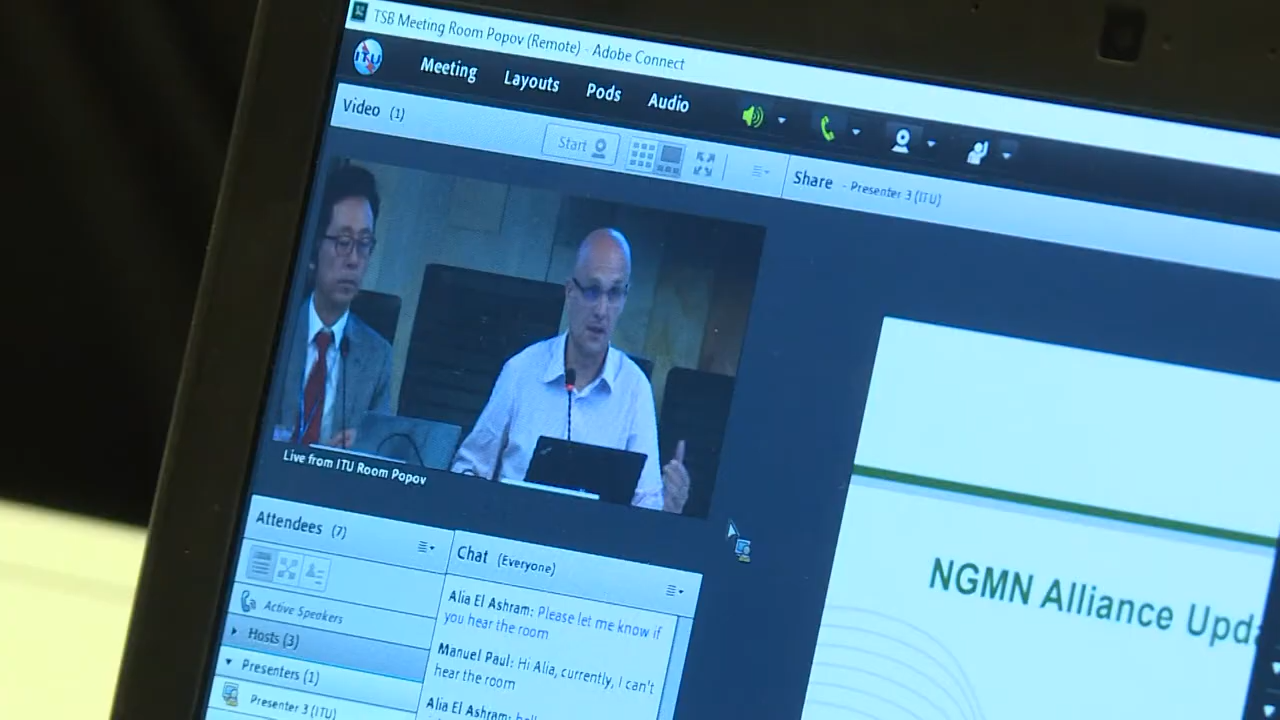 TSB Meeting Room Popov (Remote) - Adobe Connect
ITU
Meeting Layouts Pods Audio
Video (1)
Start
Share - Presenter 3 (ITU)
Live from ITU Room Popov
Attendees (7)
Active Speakers
Hosts (3)
Presenters (1)
Presenter 3 (ITU)
Chat (Everyone)
Alia El Ashram: Please let me know if
you hear the room
Manuel Paul: Hi Alia, currently, I can't
hear the room
Alia El Ashram:
NGMN Alliance Upda